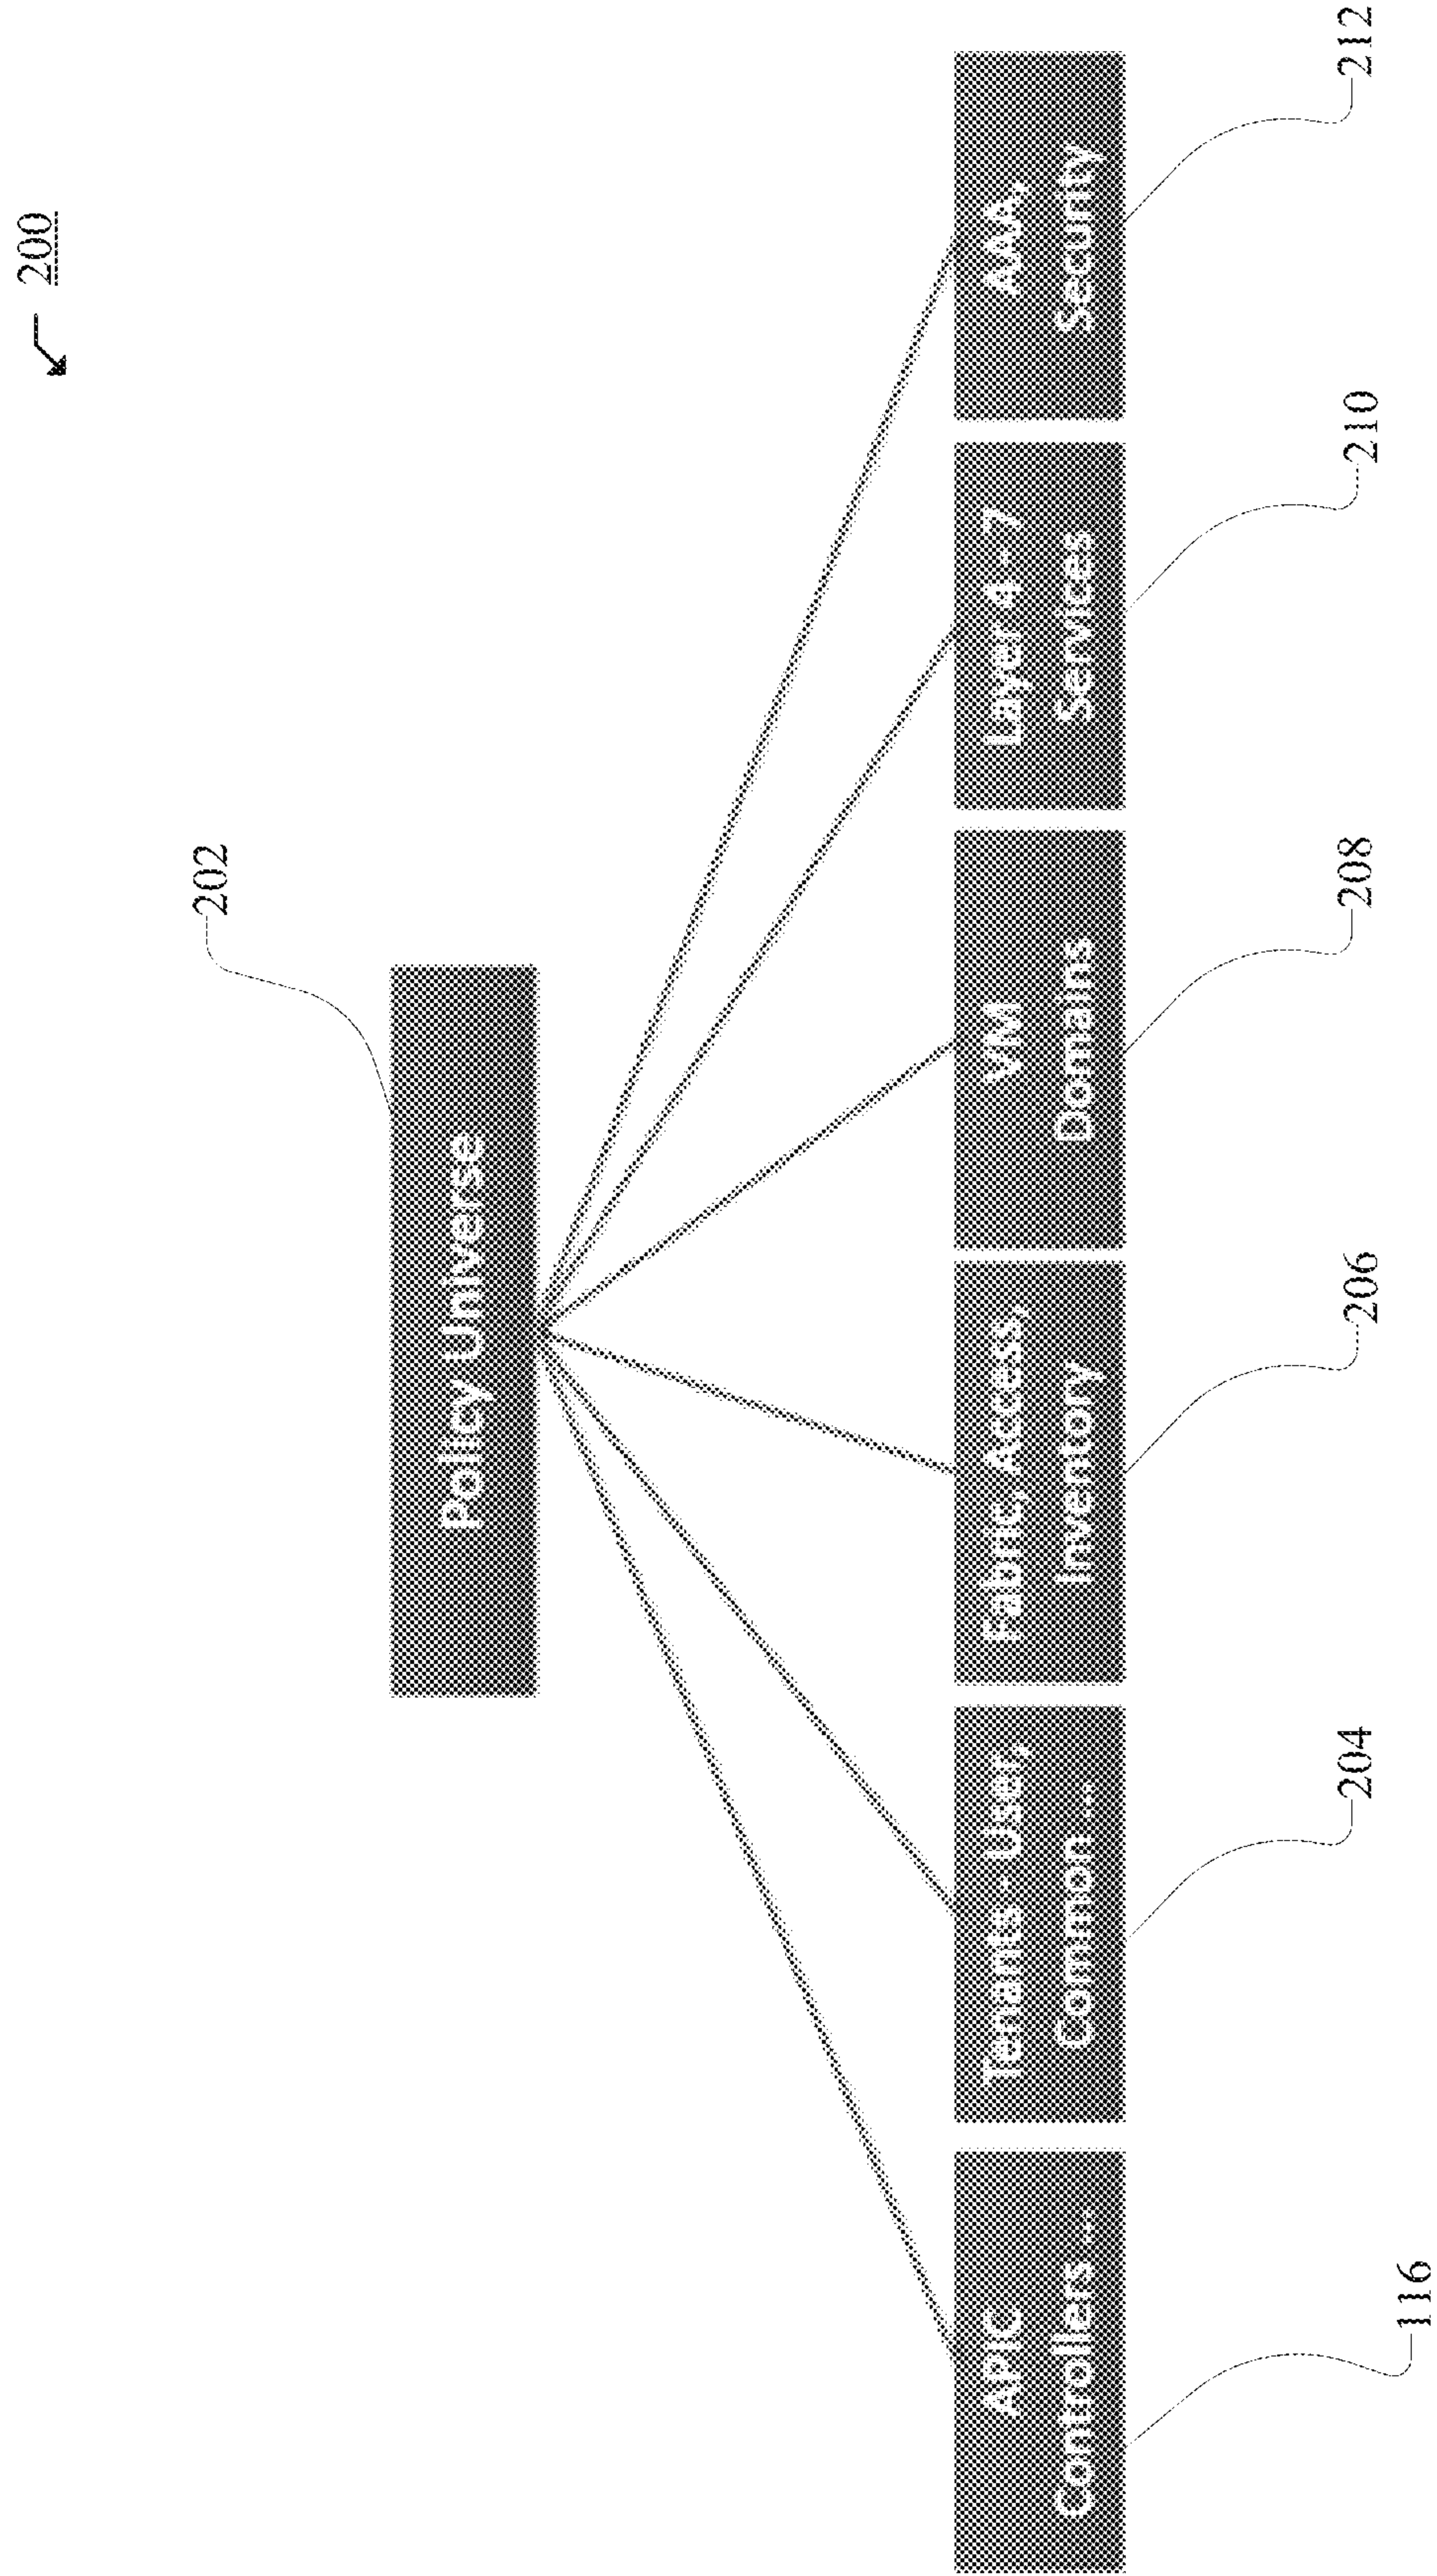 200
202
Policy Universe
APIC
Controllers ...
Tenants - User,
Common ...
Fabric, Access,
Inventory
VM
Domains
Layer 4 - 7
Services
AAA,
Security
116
204
206
208
210
212